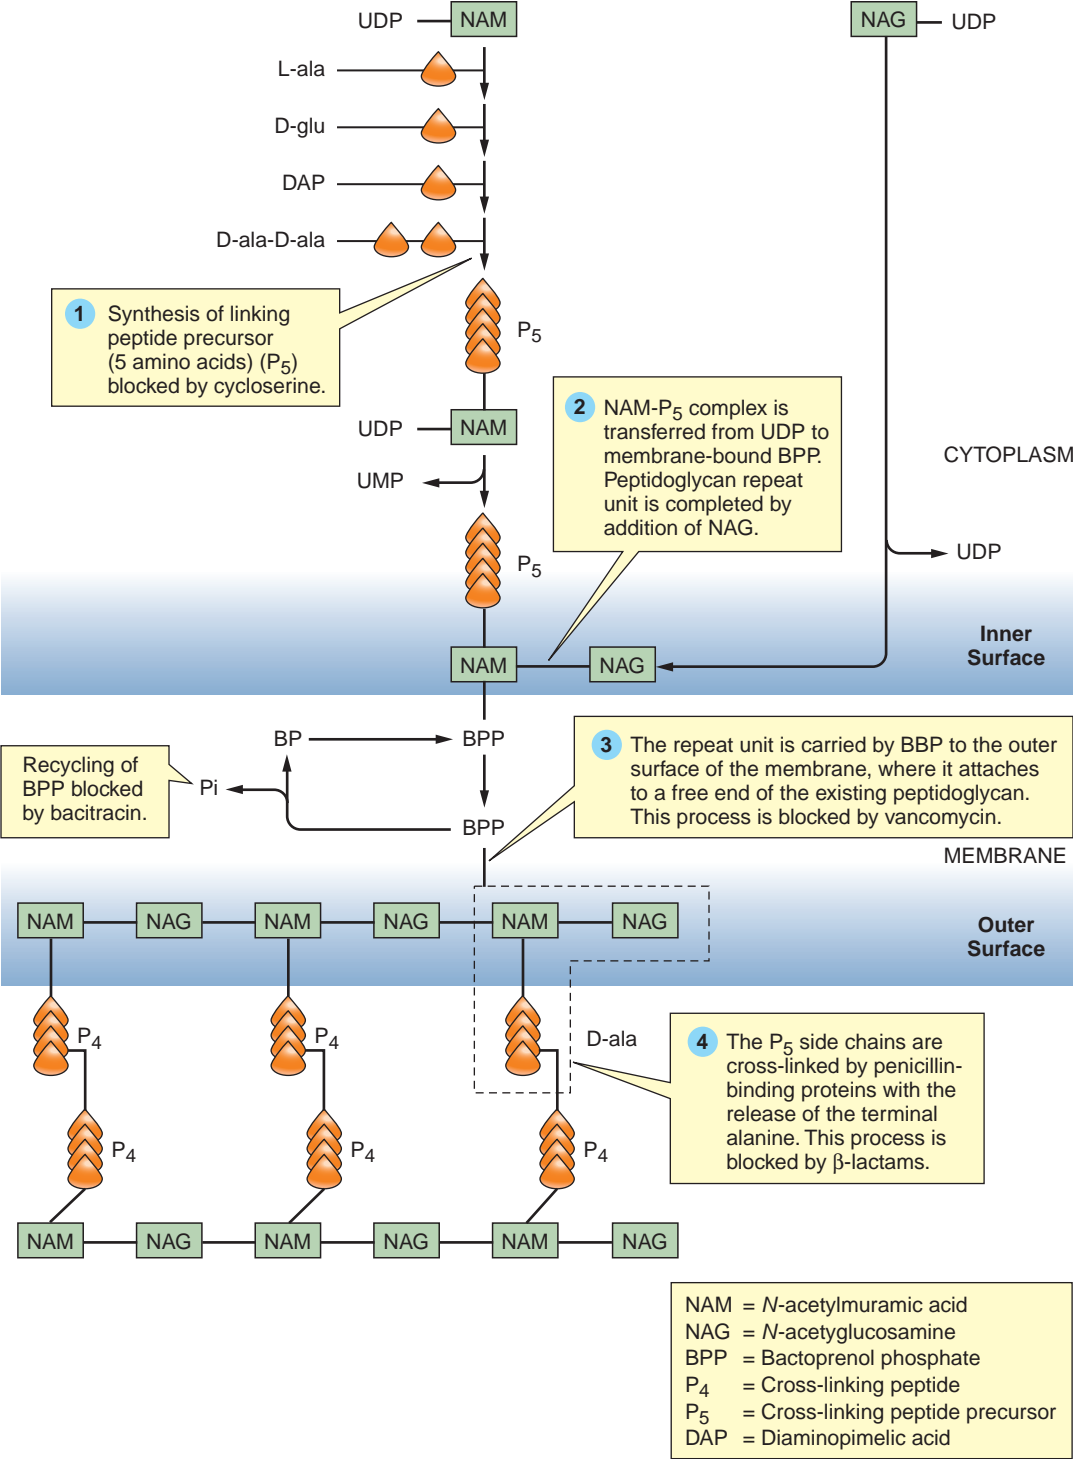 UDP NAM
NAG UDP
L-ala
D-glu
DAP
D-ala-D-ala
1 Synthesis of linking
peptide precursor
(5 amino acids) (P5)
blocked by cycloserine.
P5
UDP NAM
UMP
2 NAM-P5 complex is
transferred from UDP to
membrane-bound BPP.
Peptidoglycan repeat
unit is completed by
addition of NAG.
CYTOPLASM
UDP
P5
Inner
Surface
NAM NAG
BP BPP
Recycling of
BPP blocked
by bacitracin.
Pi
BPP
3 The repeat unit is carried by BBP to the outer
surface of the membrane, where it attaches
to a free end of the existing peptidoglycan.
This process is blocked by vancomycin.
MEMBRANE
NAM NAG NAM NAG NAM NAG
Outer
Surface
P4 P4 D-ala
4 The P5 side chains are
cross-linked by penicillin-
binding proteins with the
release of the terminal
alanine. This process is
blocked by β-lactams.
P4 P4 P4
NAM NAG NAM NAG NAM NAG
NAM = N-acetylmuramic acid
NAG = N-acetyglucosamine
BPP = Bactoprenol phosphate
P4 = Cross-linking peptide
P5 = Cross-linking peptide precursor
DAP = Diaminopimelic acid